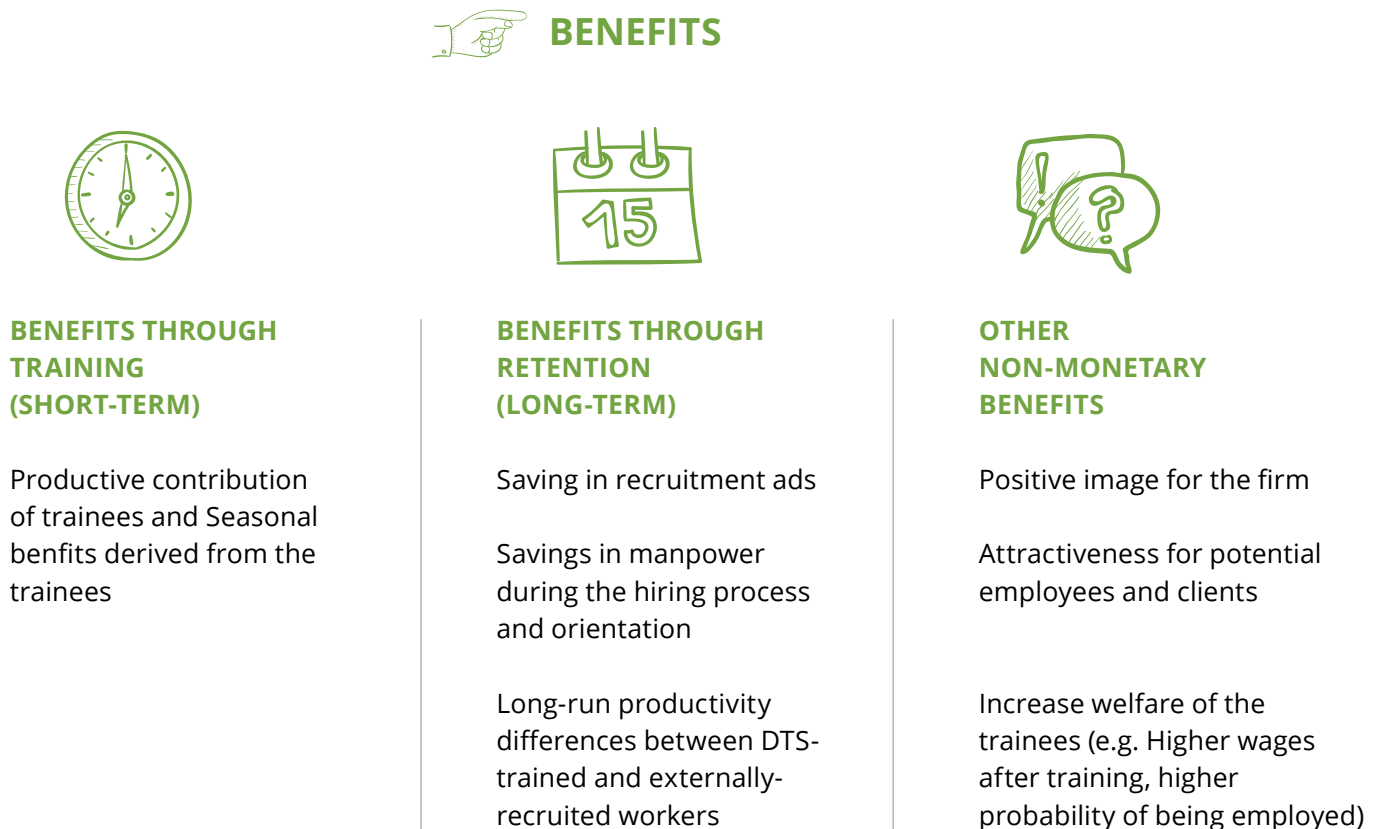 BENEFITS
15
! ?
BENEFITS THROUGH
TRAINING
(SHORT-TERM)
Productive contribution
of trainees and Seasonal
benfits derived from the
trainees
BENEFITS THROUGH
RETENTION
(LONG-TERM)
Saving in recruitment ads
Savings in manpower
during the hiring process
and orientation
Long-run productivity
differences between DTS-
trained and externally-
recruited workers
OTHER
NON-MONETARY
BENEFITS
Positive image for the firm
Attractiveness for potential
employees and clients
Increase welfare of the
trainees (e.g. Higher wages
after training, higher
probability of being employed)